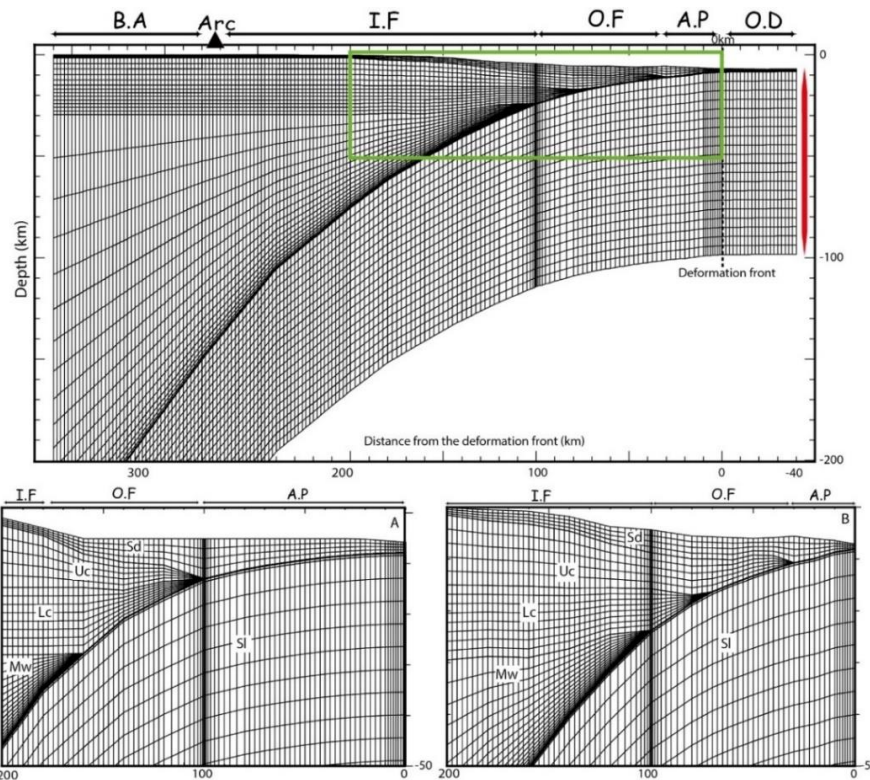 B.A Arc I.F O.F A.P O.D
0km
0
Depth (km)
-100
Deformation front
Distance from the deformation front (km)
-200
300 200 100 0 -40
I.F O.F A.P
A
Sd
Uc
Lc
Sl
Mw
-50
200 100 0
I.F O.F A.P
B
Sd
Uc
Lc
Sl
Mw
200 100 0